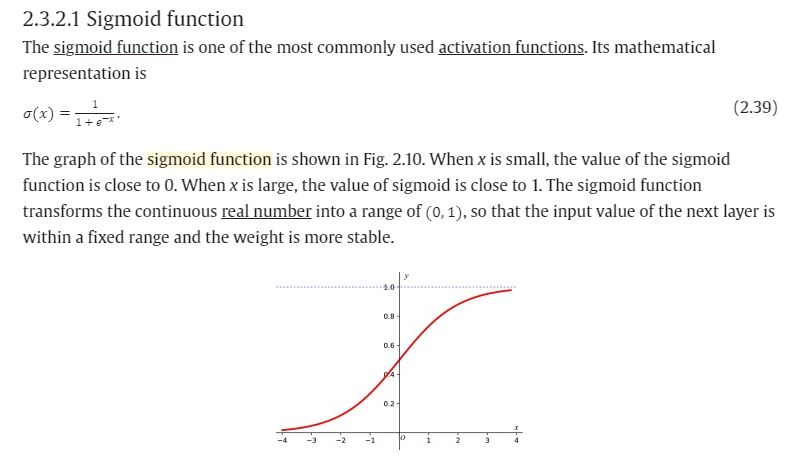 2.3.2.1 Sigmoid function
The sigmoid function is one of the most commonly used activation functions. Its mathematical
representation is
σ(x) = 1/(1 + e^−x). (2.39)
The graph of the sigmoid function is shown in Fig. 2.10. When x is small, the value of the sigmoid
function is close to 0. When x is large, the value of sigmoid is close to 1. The sigmoid function
transforms the continuous real number into a range of (0, 1), so that the input value of the next layer is
within a fixed range and the weight is more stable.
y
1.0
0.8
0.6
0.4
0.2
x
−4 −3 −2 −1 0 1 2 3 4